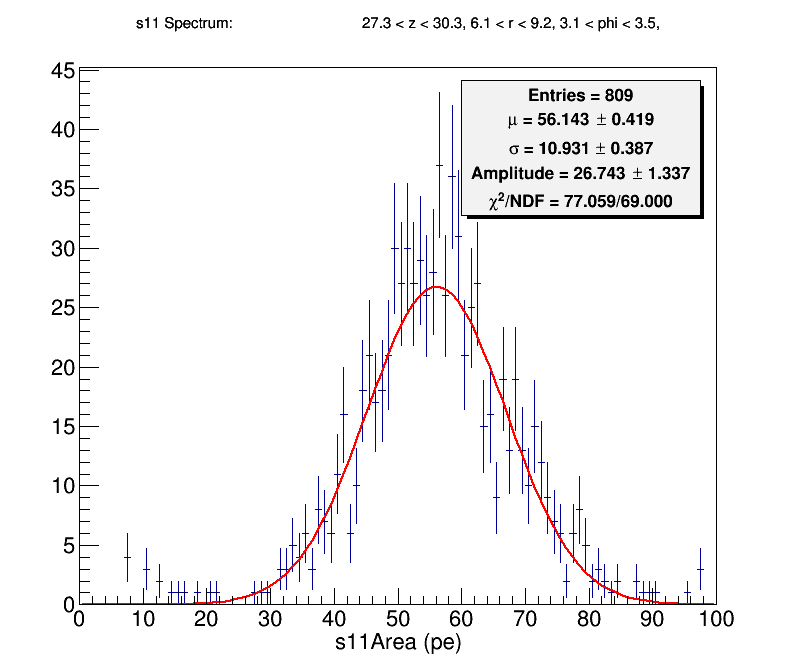 s11 Spectrum: 27.3 < z < 30.3, 6.1 < r < 9.2, 3.1 < phi < 3.5,
Entries = 809
μ = 56.143 ± 0.419
σ = 10.931 ± 0.387
Amplitude = 26.743 ± 1.337
χ²/NDF = 77.059/69.000
45
40
35
30
25
20
15
10
5
0
0 10 20 30 40 50 60 70 80 90 100
s11Area (pe)